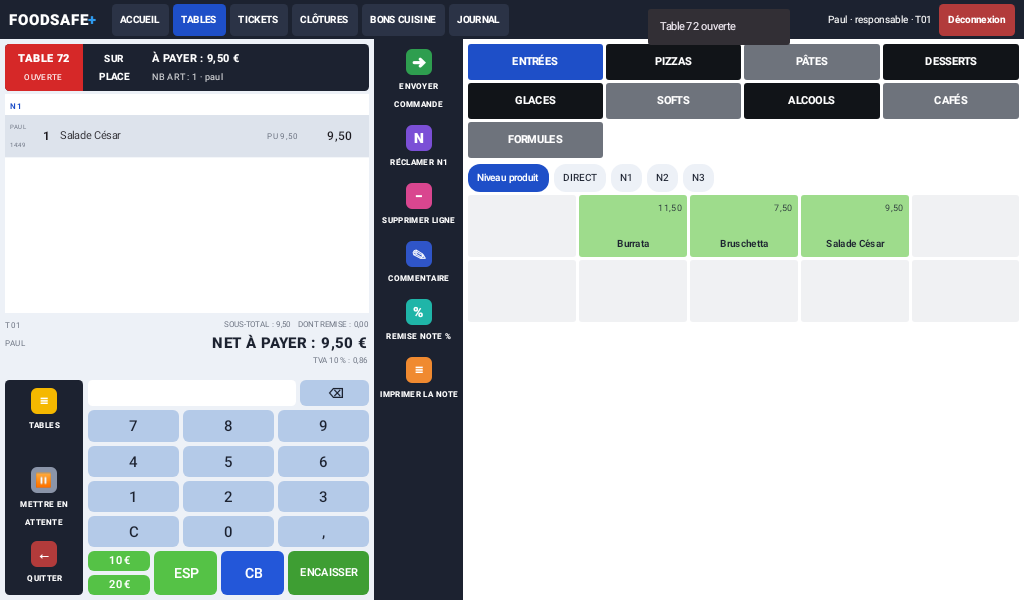 FOODSAFE+
ACCUEIL
TABLES
TICKETS
CLÔTURES
BONS CUISINE
JOURNAL
Table 72 ouverte
Paul · responsable · T01
Déconnexion
TABLE 72
OUVERTE
SUR
PLACE
À PAYER : 9,50 €
NB ART : 1 · paul
N1
PAUL
1449
1 Salade César PU 9,50 9,50
T01
PAUL
SOUS-TOTAL : 9,50 DONT REMISE : 0,00
NET À PAYER : 9,50 €
TVA 10 % : 0,86
TABLES
METTRE EN
ATTENTE
←
QUITTER
⌫
7 8 9
4 5 6
1 2 3
C 0 ,
10 €
20 €
ESP
CB
ENCAISSER
➜
ENVOYER
COMMANDE
N
RÉCLAMER N1
−
SUPPRIMER LIGNE
✎
COMMENTAIRE
%
REMISE NOTE %
≡
IMPRIMER LA NOTE
ENTRÉES
PIZZAS
PÂTES
DESSERTS
GLACES
SOFTS
ALCOOLS
CAFÉS
FORMULES
Niveau produit
DIRECT
N1
N2
N3
11,50
Burrata
7,50
Bruschetta
9,50
Salade César